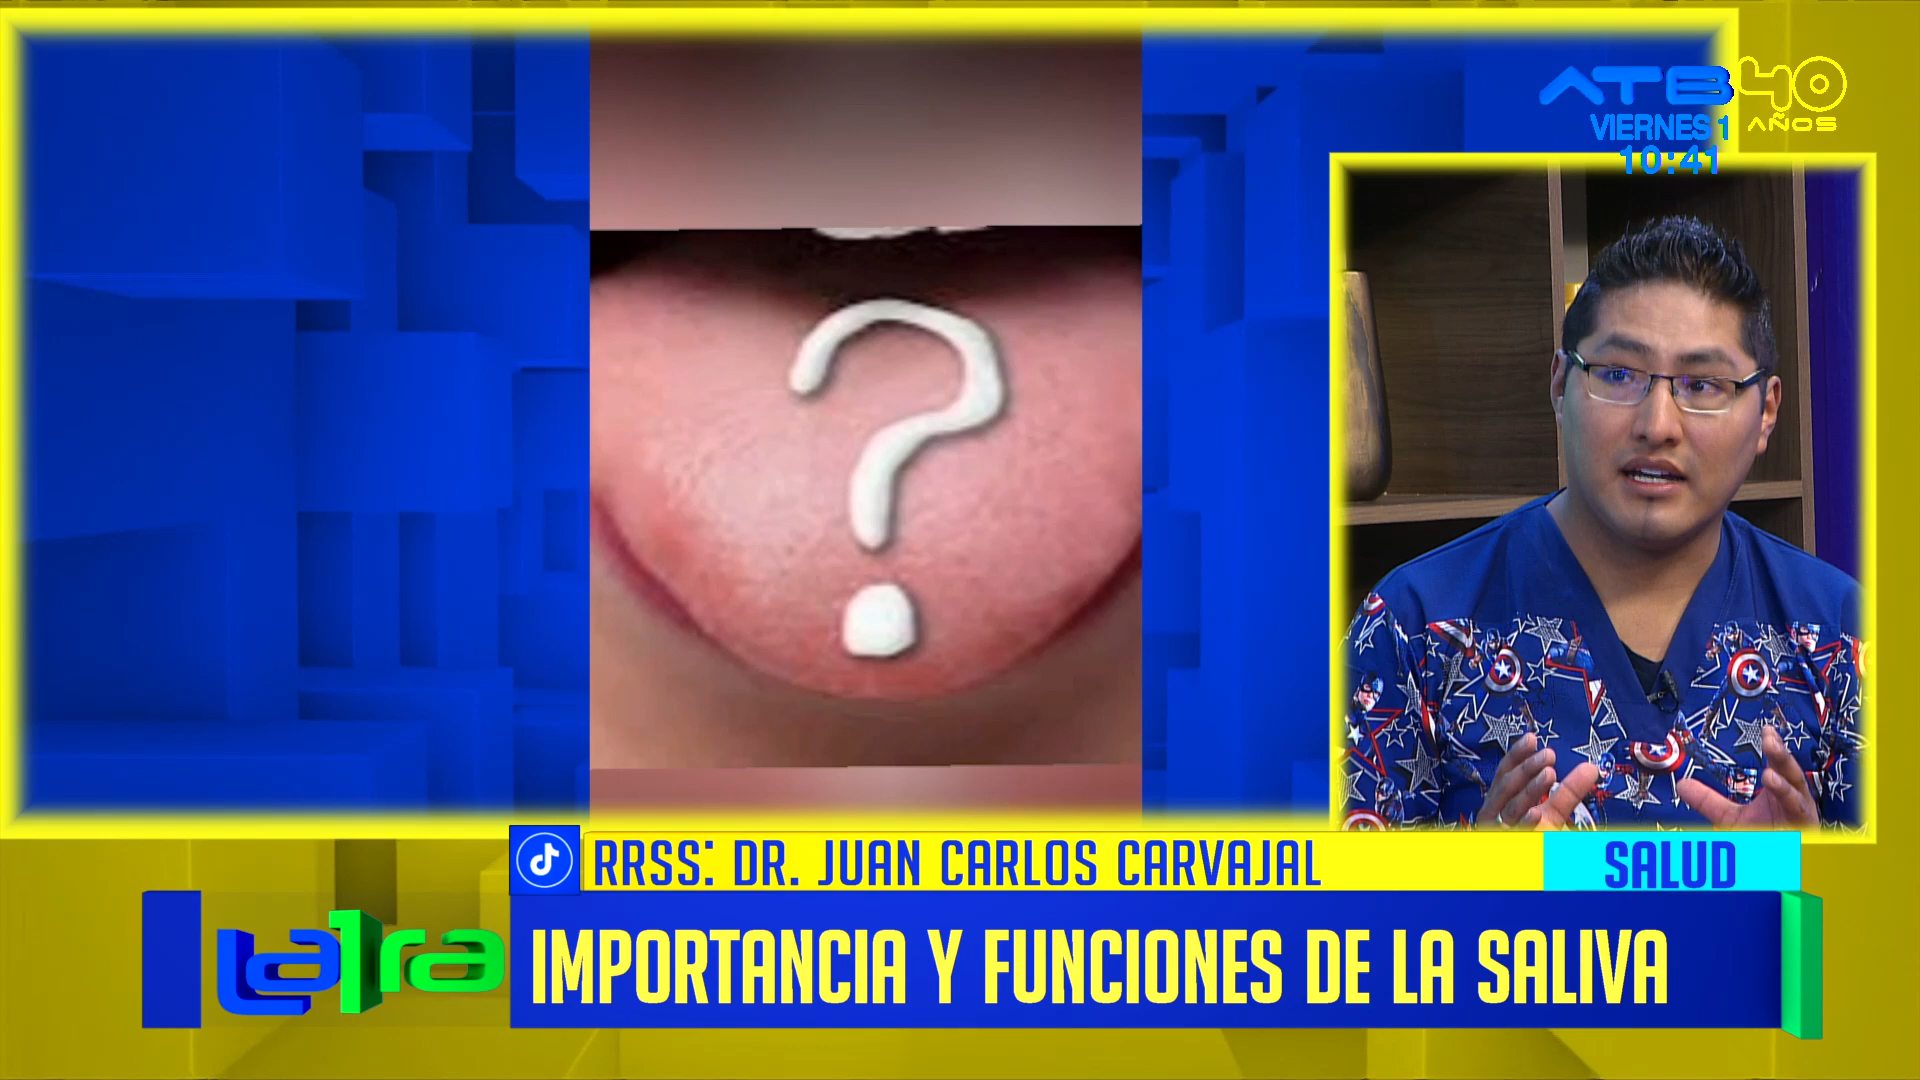 ATB 40
AÑOS
VIERNES 1
10:41
RRSS: DR. JUAN CARLOS CARVAJAL
SALUD
La1ra
IMPORTANCIA Y FUNCIONES DE LA SALIVA